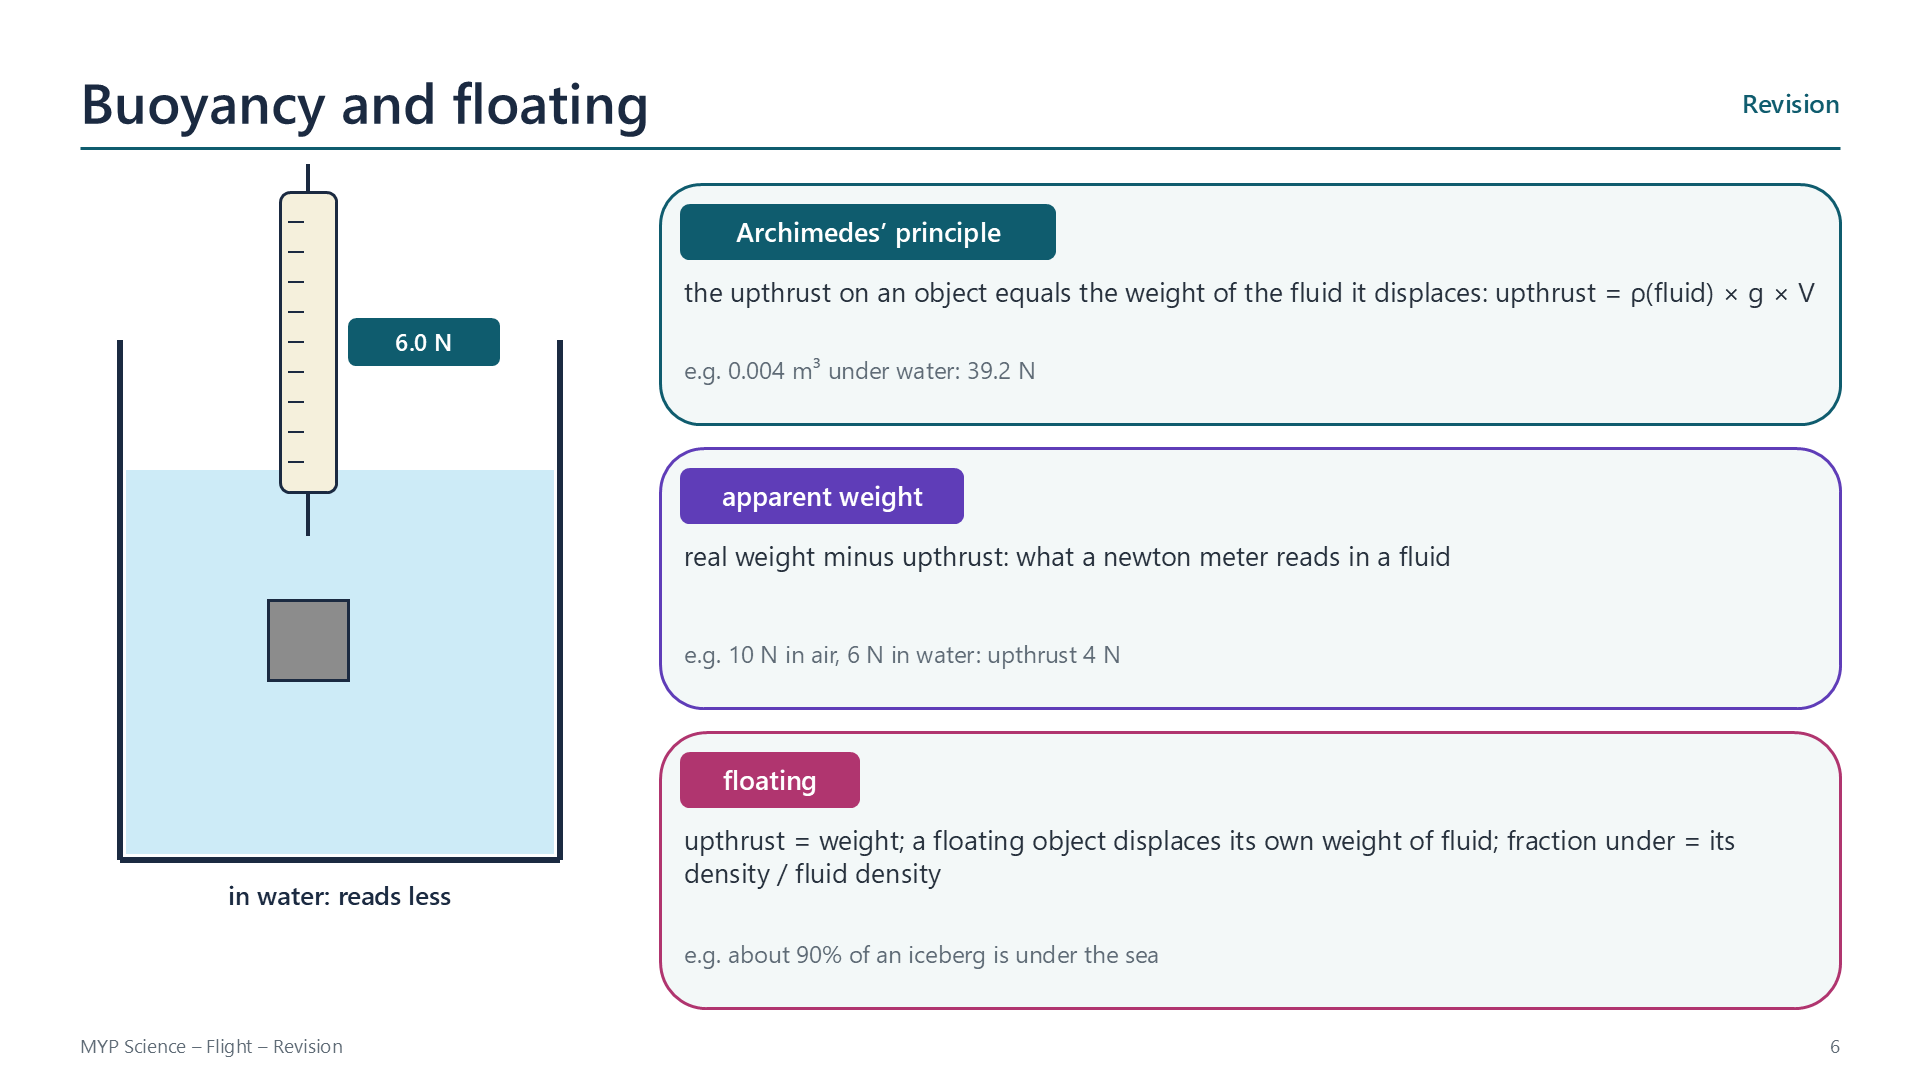 Buoyancy and floating
Revision
6.0 N
in water: reads less
Archimedes’ principle
the upthrust on an object equals the weight of the fluid it displaces: upthrust = ρ(fluid) × g × V
e.g. 0.004 m³ under water: 39.2 N
apparent weight
real weight minus upthrust: what a newton meter reads in a fluid
e.g. 10 N in air, 6 N in water: upthrust 4 N
floating
upthrust = weight; a floating object displaces its own weight of fluid; fraction under = its
density / fluid density
e.g. about 90% of an iceberg is under the sea
MYP Science – Flight – Revision
6